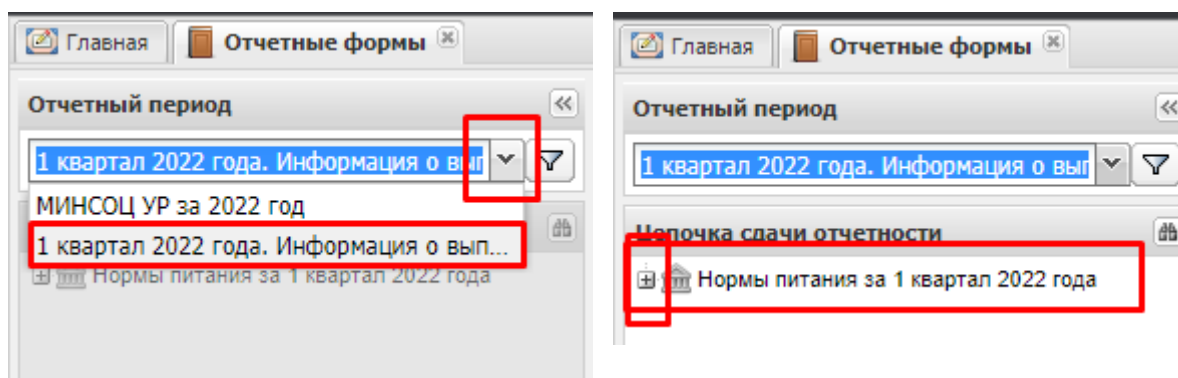 Главная
Отчетные формы
Отчетный период
1 квартал 2022 года. Информация о вып
МИНСОЦ УР за 2022 год
1 квартал 2022 года. Информация о вып...
Нормы питания за 1 квартал 2022 года
Главная
Отчетные формы
Отчетный период
1 квартал 2022 года. Информация о вып
Цепочка сдачи отчетности
Нормы питания за 1 квартал 2022 года